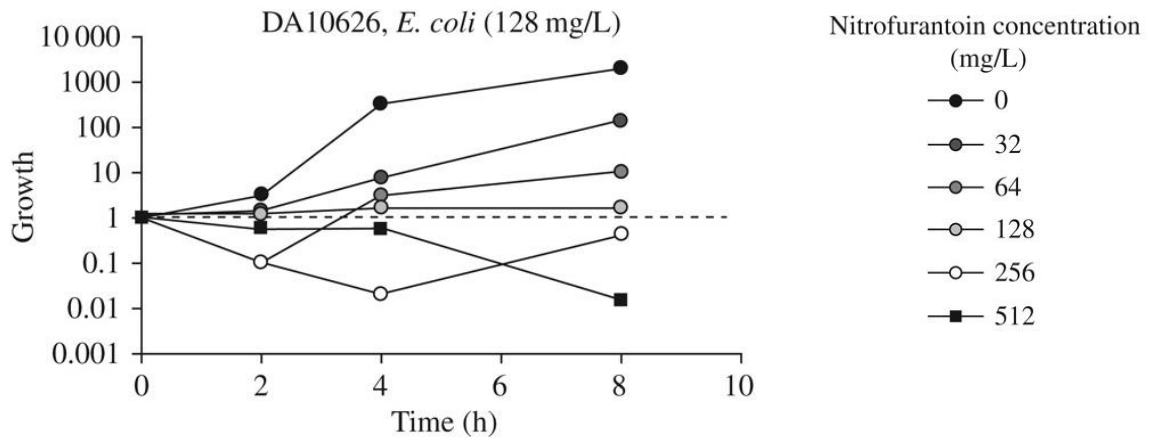 DA10626, E. coli (128 mg/L)
10 000
1000
100
10
1
0.1
0.01
0.001
Growth
0 2 4 6 8 10
Time (h)
Nitrofurantoin concentration
(mg/L)
0
32
64
128
256
512